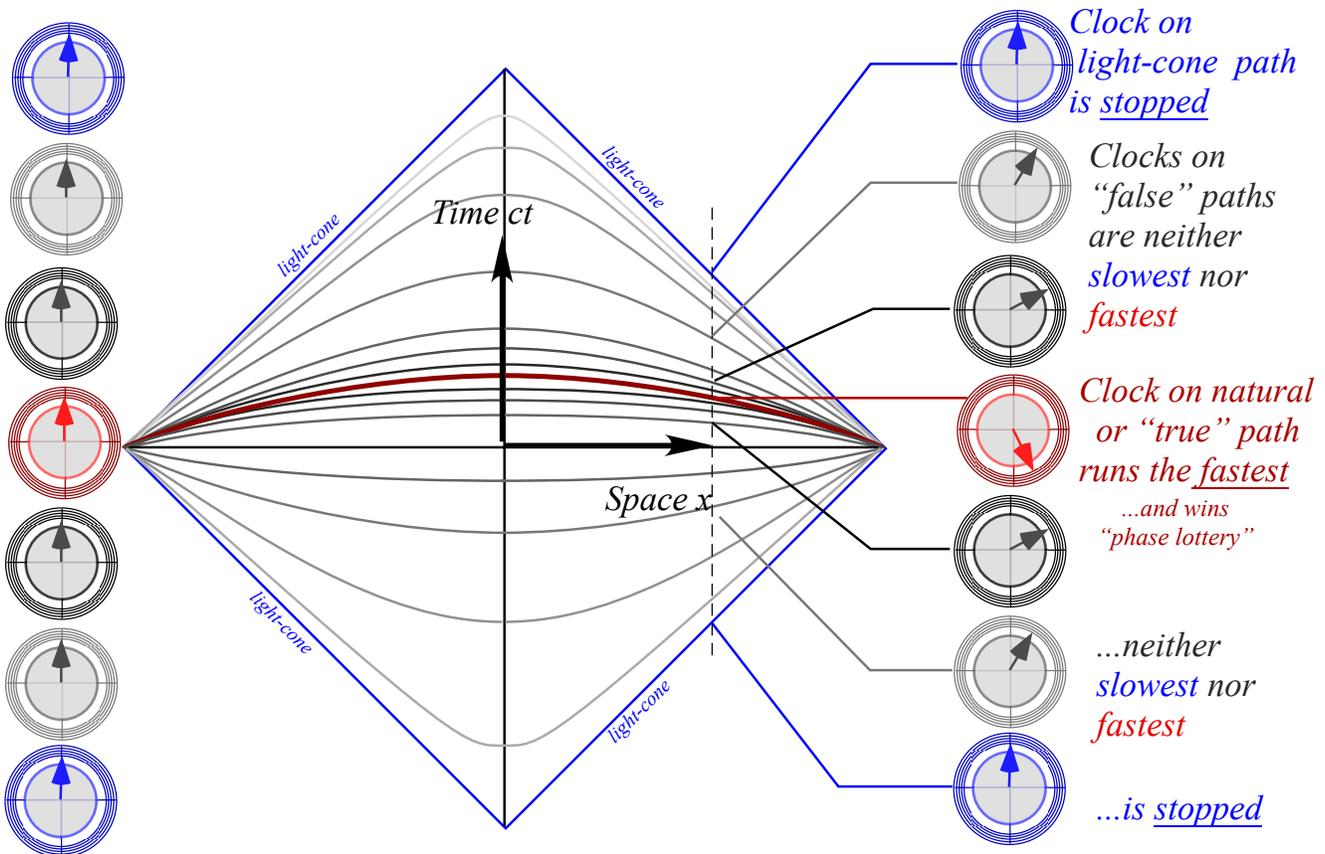 Clock on
light-cone path
is stopped
light-cone
Clocks on
“false” paths
are neither
slowest nor
fastest
light-cone
Time ct
Clock on natural
or “true” path
runs the fastest
...and wins
“phase lottery”
Space x
light-cone
light-cone
...neither
slowest nor
fastest
...is stopped